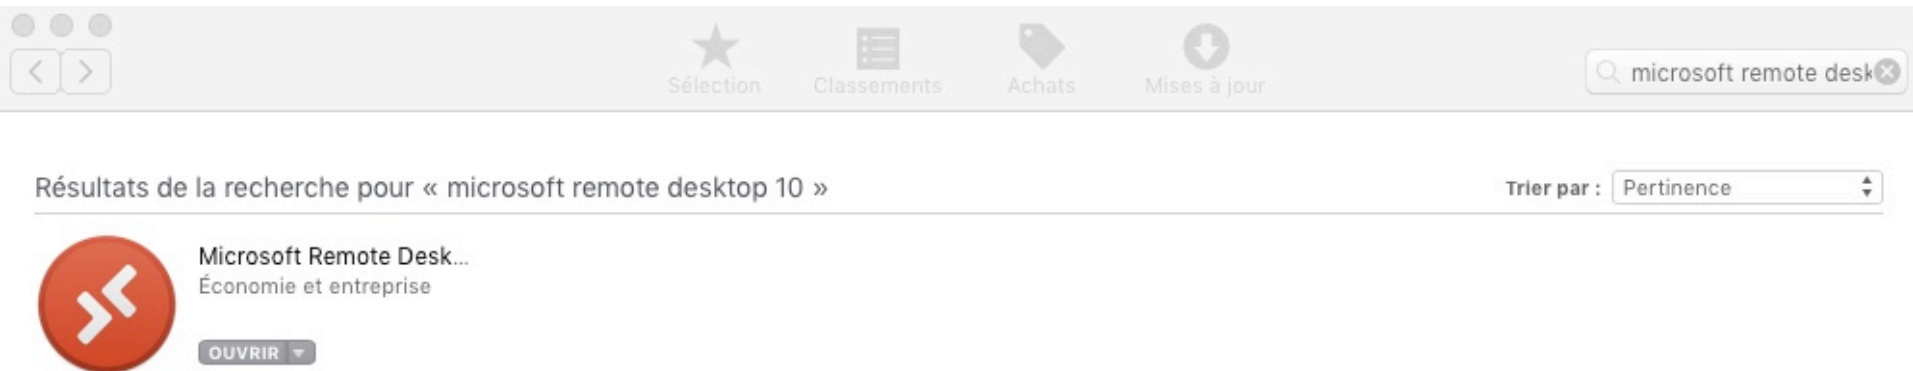 Sélection Classements Achats Mises à jour
microsoft remote desk
Résultats de la recherche pour « microsoft remote desktop 10 »
Trier par : Pertinence
Microsoft Remote Desk...
Économie et entreprise
OUVRIR